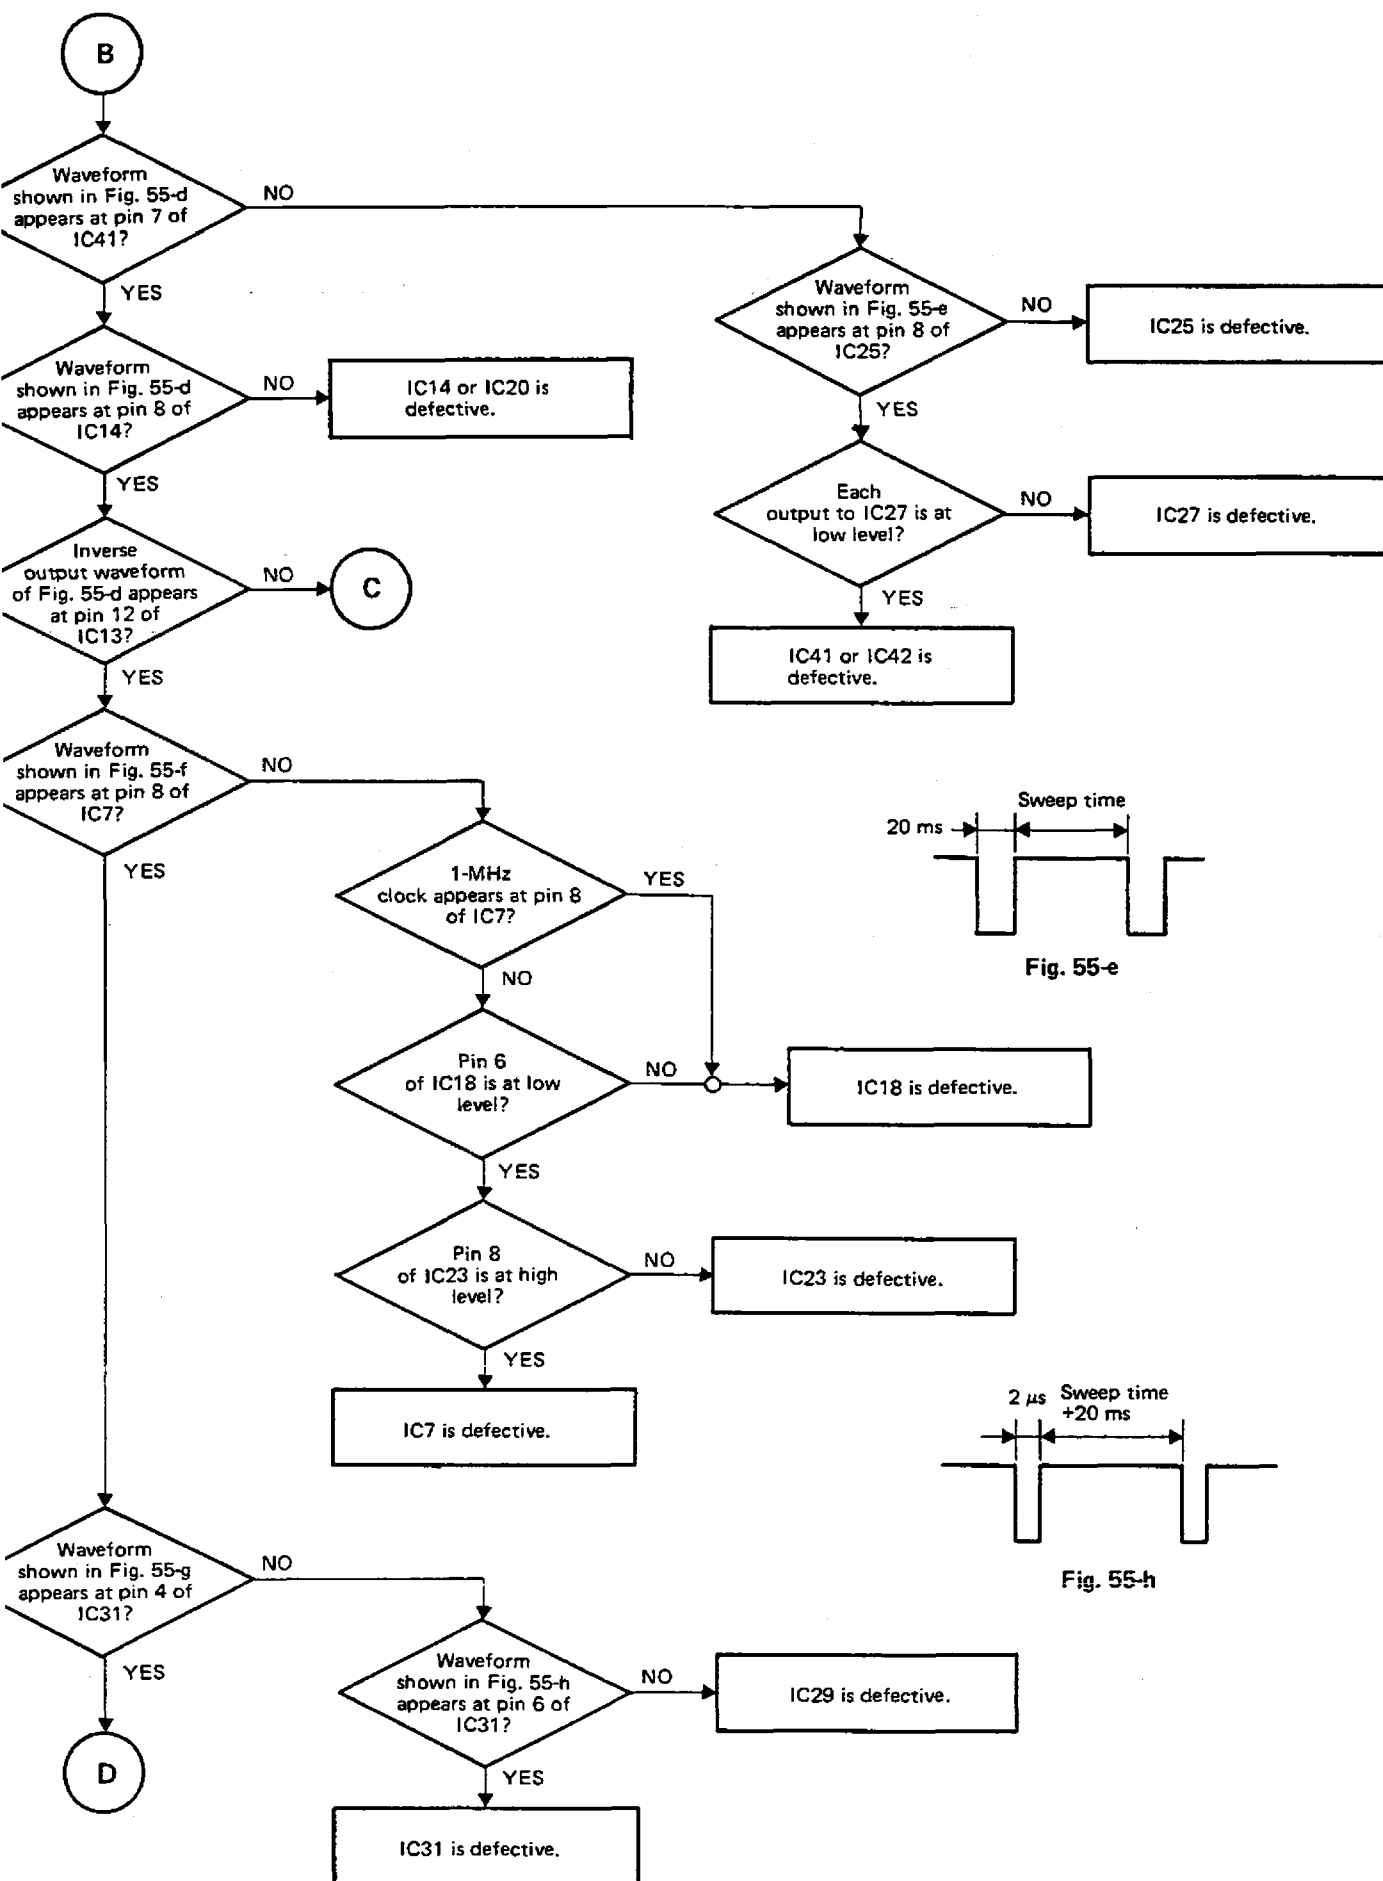 B
Waveform
shown in Fig. 55-d
appears at pin 7 of
IC41?
NO
YES
Waveform
shown in Fig. 55-e
appears at pin 8 of
IC25?
NO
IC25 is defective.
YES
Waveform
shown in Fig. 55-d
appears at pin 8 of
IC14?
NO
IC14 or IC20 is
defective.
YES
Each
output to IC27 is at
low level?
NO
IC27 is defective.
YES
IC41 or IC42 is
defective.
Inverse
output waveform
of Fig. 55-d appears
at pin 12 of
IC13?
NO
C
YES
Waveform
shown in Fig. 55-f
appears at pin 8 of
IC7?
NO
YES
1-MHz
clock appears at pin 8
of IC7?
YES
NO
Sweep time
20 ms
Fig. 55-e
Pin 6
of IC18 is at low
level?
NO
IC18 is defective.
YES
Pin 8
of IC23 is at high
level?
NO
IC23 is defective.
YES
IC7 is defective.
2 μs Sweep time
+20 ms
Fig. 55-h
Waveform
shown in Fig. 55-g
appears at pin 4 of
IC31?
NO
YES
D
Waveform
shown in Fig. 55-h
appears at pin 6 of
IC31?
NO
IC29 is defective.
YES
IC31 is defective.